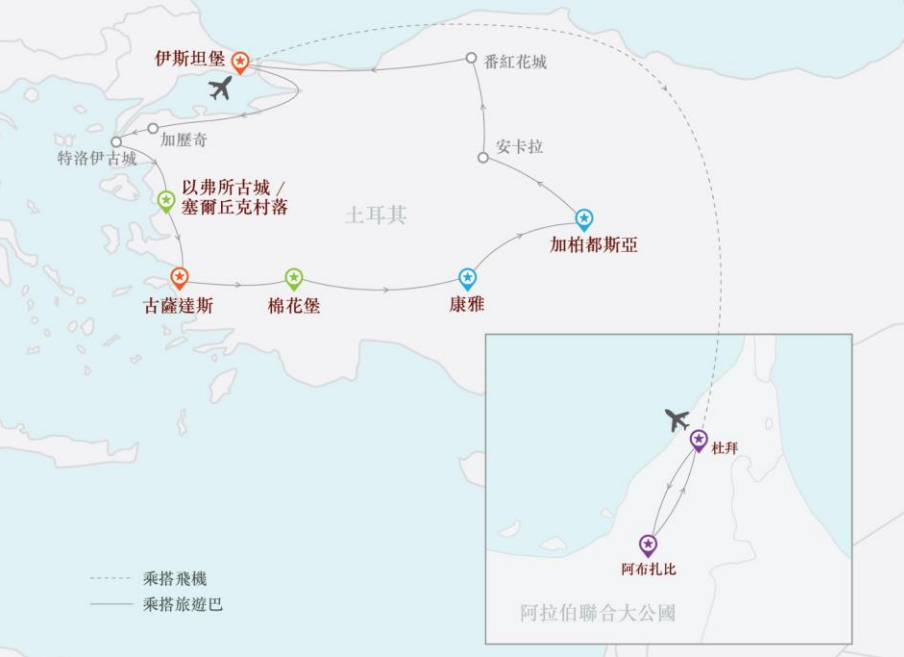 伊斯坦堡
番紅花城
加歷奇
特洛伊古城
安卡拉
以弗所古城 /
塞爾丘克村落
土耳其
加柏都斯亞
古薩達斯
棉花堡
康雅
杜拜
阿布扎比
乘搭飛機
乘搭旅遊巴
阿拉伯聯合大公國